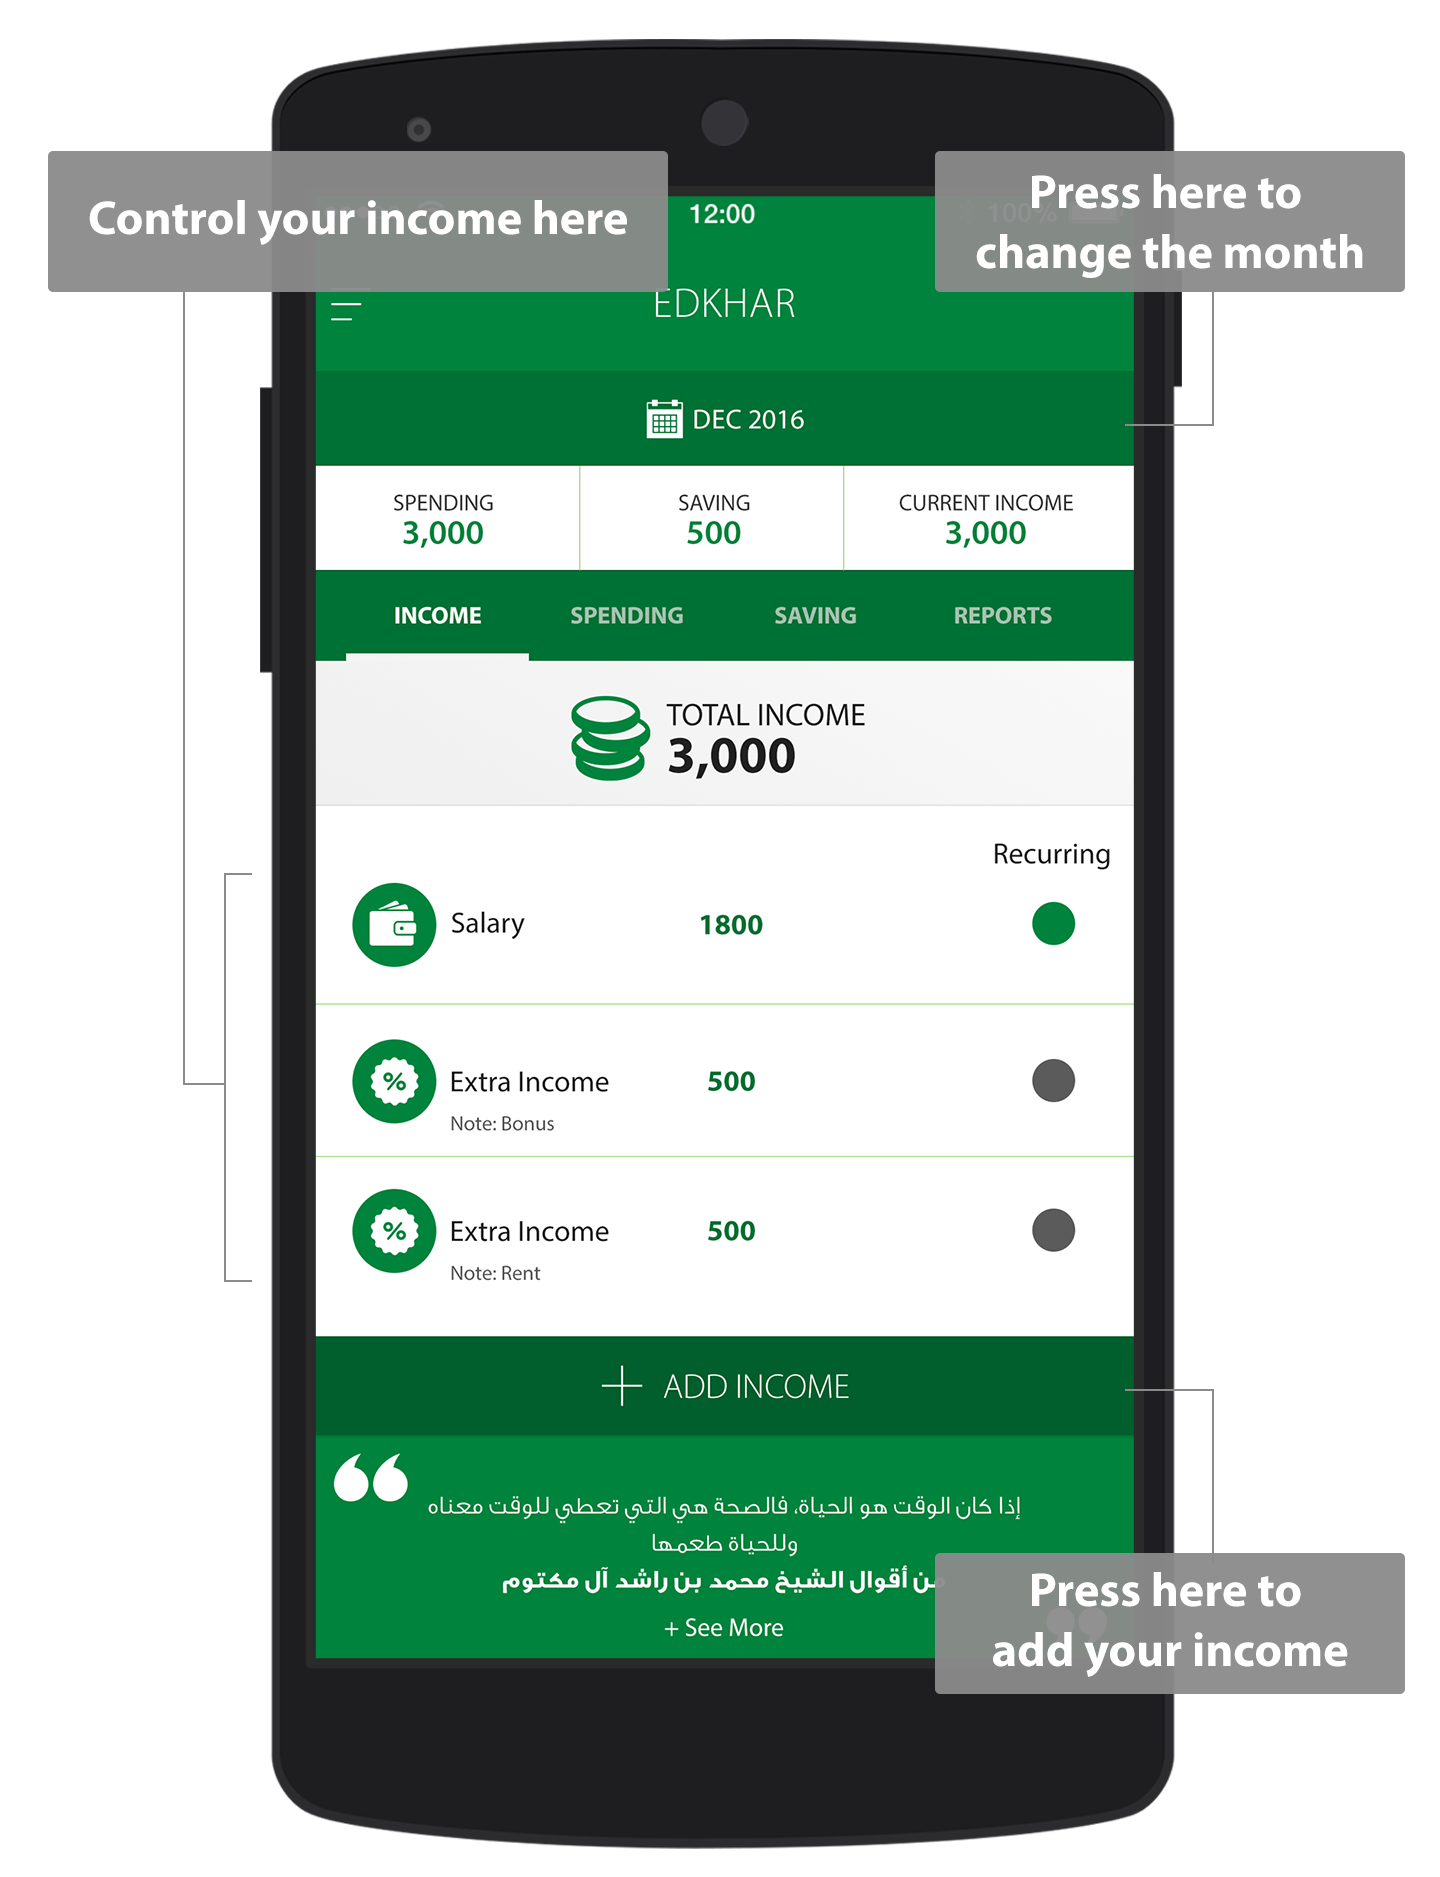 Control your income here
Press here to
change the month
12:00
100%
EDKHAR
DEC 2016
SPENDING
3,000
SAVING
500
CURRENT INCOME
3,000
INCOME
SPENDING
SAVING
REPORTS
TOTAL INCOME
3,000
Recurring
Salary
1800
%
Extra Income
500
Note: Bonus
%
Extra Income
500
Note: Rent
ADD INCOME
إذا كان الوقت هو الحياة، فالصحة هي التي تعطي للوقت معناه
وللحياة طعمها
من أقوال الشيخ محمد بن راشد آل مكتوم
+ See More
Press here to
add your income